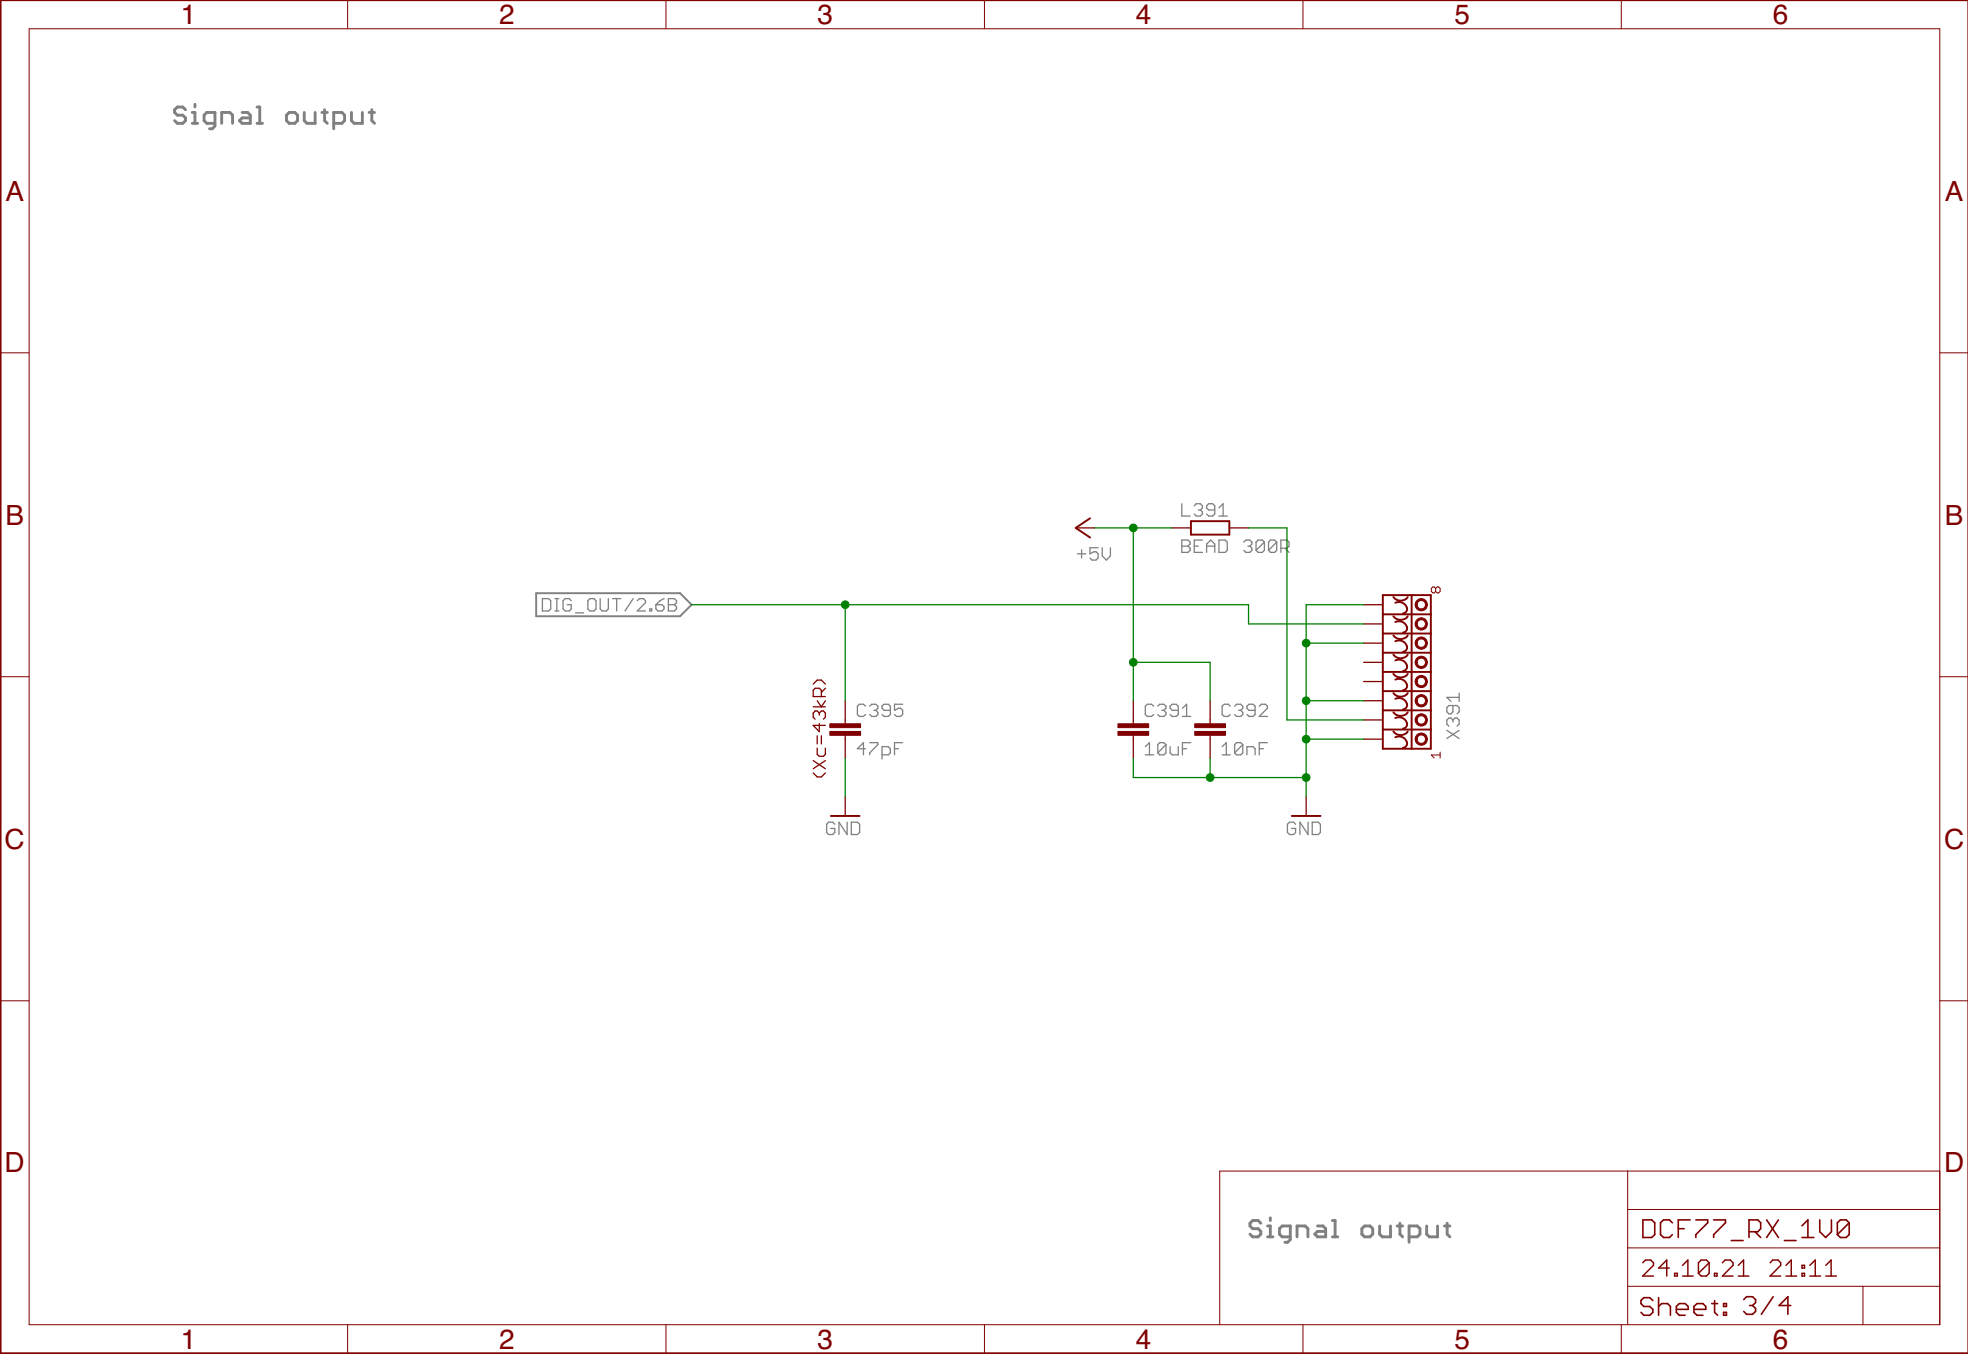 1 2 3 4 5 6
Signal output
A A
B B
L391
BEAD 300R
+5V
DIG_OUT/2.6B
8
(Xc=43kR)
C395
47pF
C391
10uF
C392
10nF
X391
1
GND
GND
C C
D D
Signal output
DCF77_RX_1V0
24.10.21 21:11
Sheet: 3/4
1 2 3 4 5 6